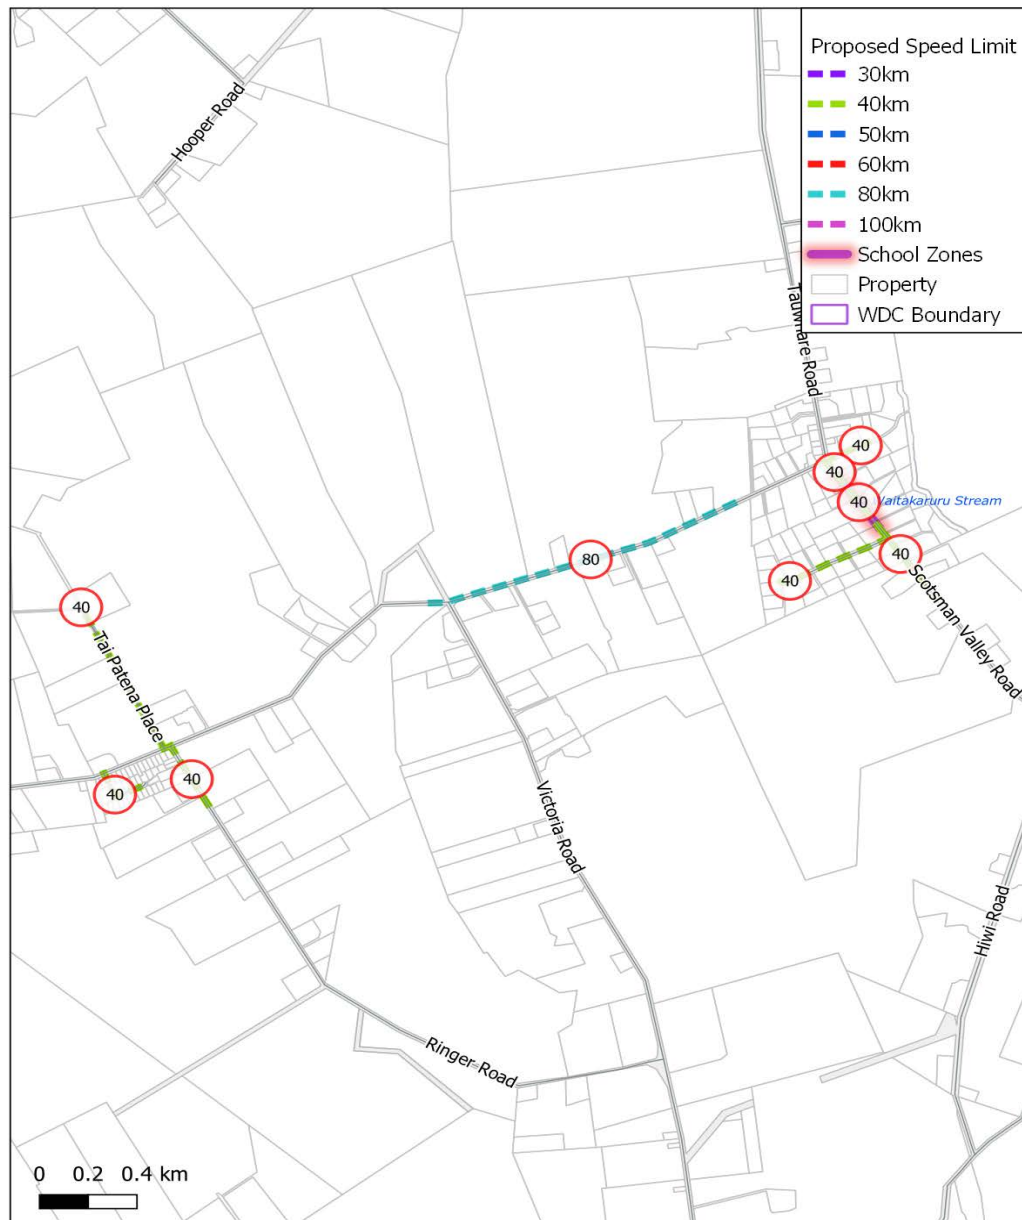 Proposed Speed Limit
30km
40km
50km
60km
80km
100km
School Zones
Property
WDC Boundary
Hooper Road
Tauwhare Road
40
40
40
Waitakaruru Stream
40
80
40
Scotsman Valley Road
40
Tai Patena Place
40
40
Victoria Road
Hiwi Road
Ringer Road
0 0.2 0.4 km